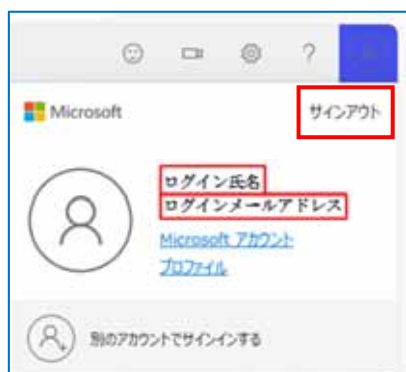 ?
Microsoft
サインアウト
ログイン氏名
ログインメールアドレス
Microsoft アカウント
プロファイル
別のアカウントでサインインする